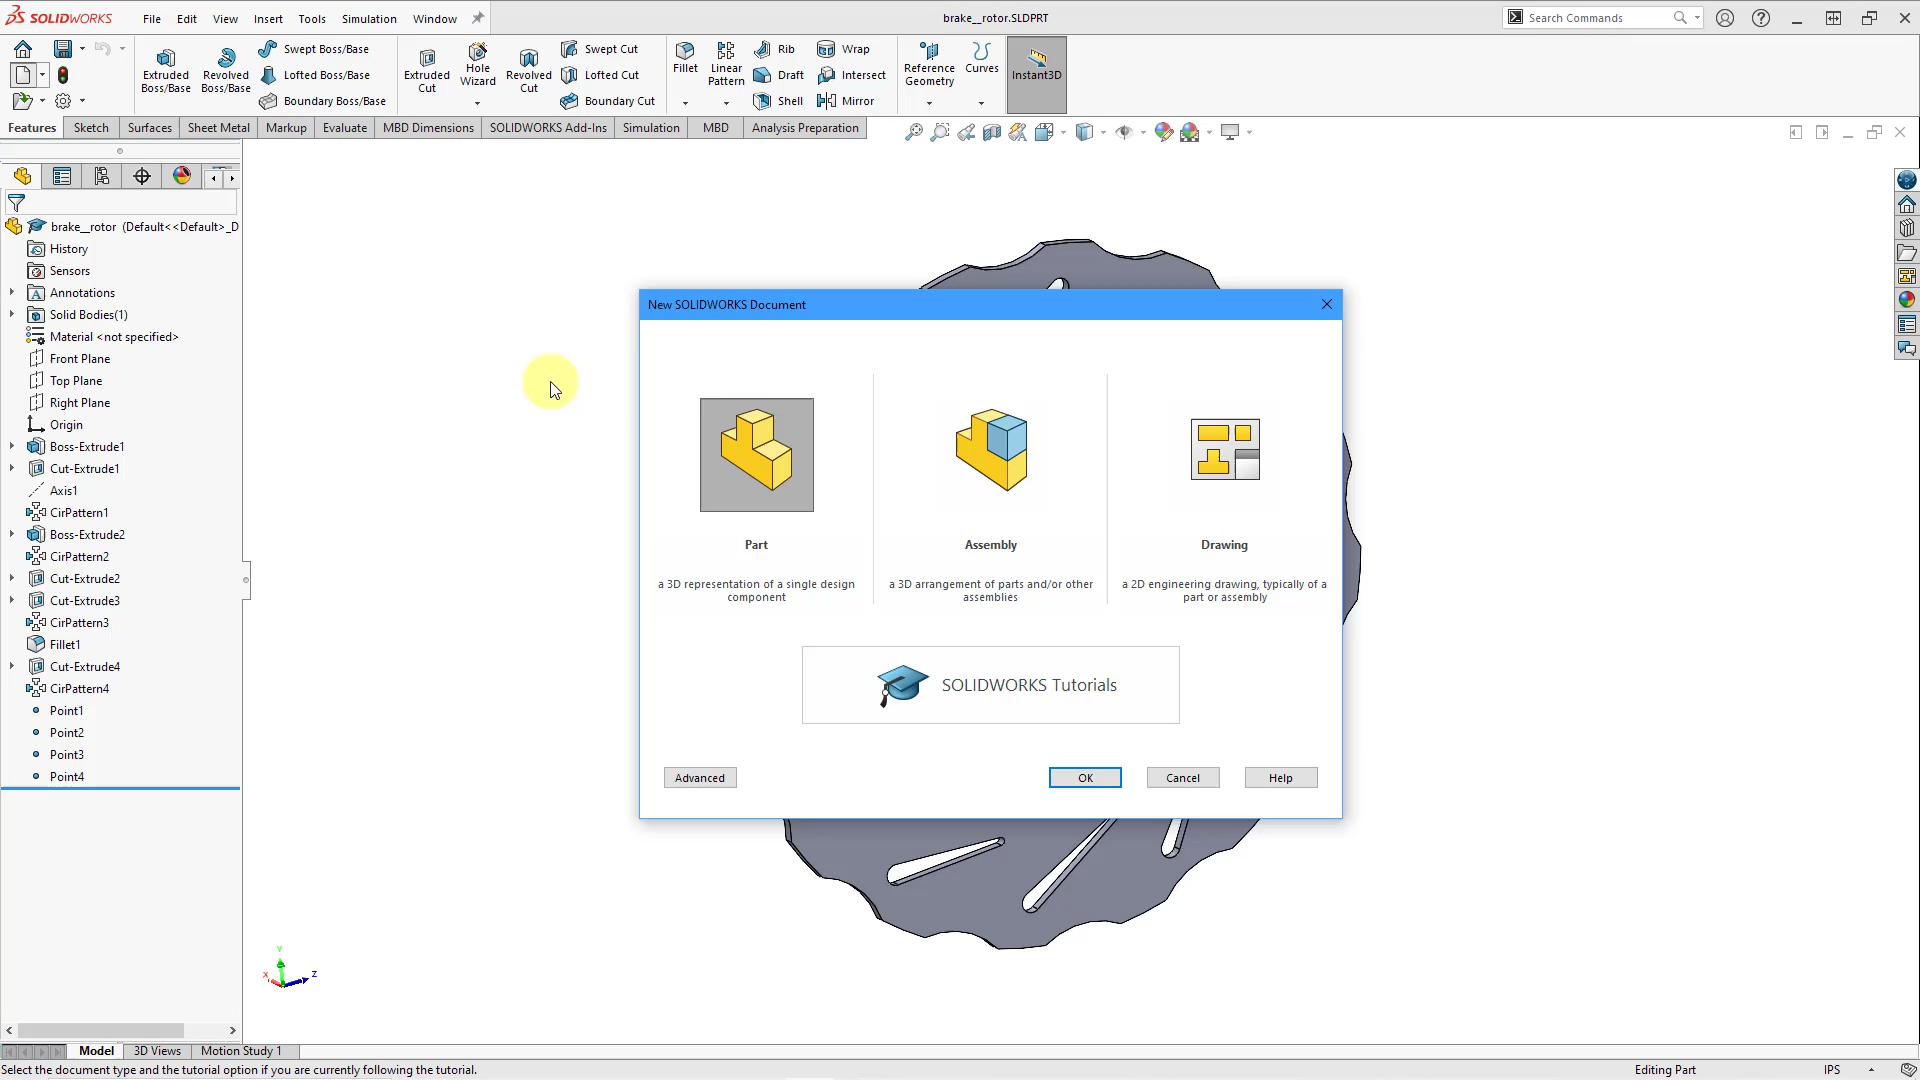 SOLIDWORKS
File Edit View Insert Tools Simulation Window
brake__rotor.SLDPRT
Search Commands
Extruded Boss/Base
Revolved Boss/Base
Swept Boss/Base
Lofted Boss/Base
Boundary Boss/Base
Extruded Cut
Hole Wizard
Revolved Cut
Swept Cut
Lofted Cut
Boundary Cut
Fillet
Linear Pattern
Rib
Draft
Shell
Wrap
Intersect
Mirror
Reference Geometry
Curves
Instant3D
Features Sketch Surfaces Sheet Metal Markup Evaluate MBD Dimensions SOLIDWORKS Add-Ins Simulation MBD Analysis Preparation
brake__rotor (Default<<Default>_D
History
Sensors
Annotations
Solid Bodies(1)
Material <not specified>
Front Plane
Top Plane
Right Plane
Origin
Boss-Extrude1
Cut-Extrude1
Axis1
CirPattern1
Boss-Extrude2
CirPattern2
Cut-Extrude2
Cut-Extrude3
CirPattern3
Fillet1
Cut-Extrude4
CirPattern4
Point1
Point2
Point3
Point4
New SOLIDWORKS Document
Part
a 3D representation of a single design
component
Assembly
a 3D arrangement of parts and/or other
assemblies
Drawing
a 2D engineering drawing, typically of a
part or assembly
SOLIDWORKS Tutorials
Advanced OK Cancel Help
Y
X
Z
Model 3D Views Motion Study 1
Select the document type and the tutorial option if you are currently following the tutorial.
Editing Part
IPS